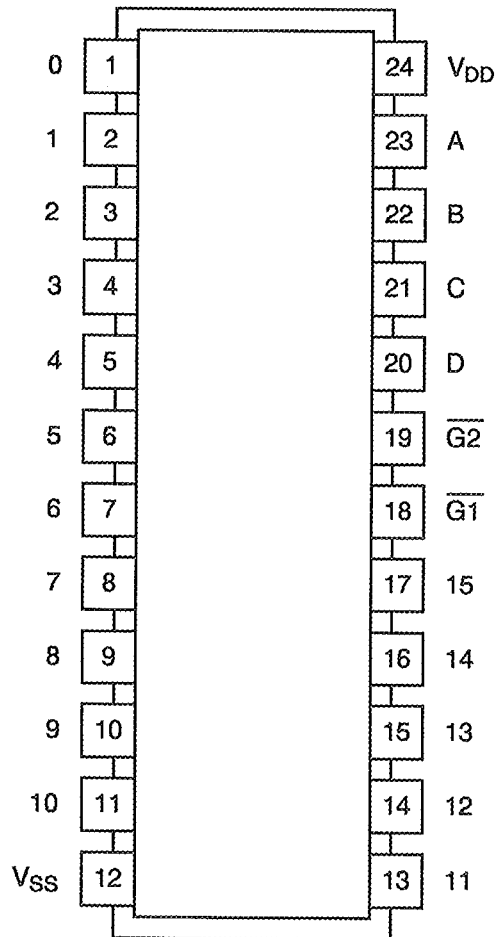 0 1 24 VDD
1 2 23 A
2 3 22 B
3 4 21 C
4 5 20 D
5 6 19 G2
6 7 18 G1
7 8 17 15
8 9 16 14
9 10 15 13
10 11 14 12
VSS 12 13 11